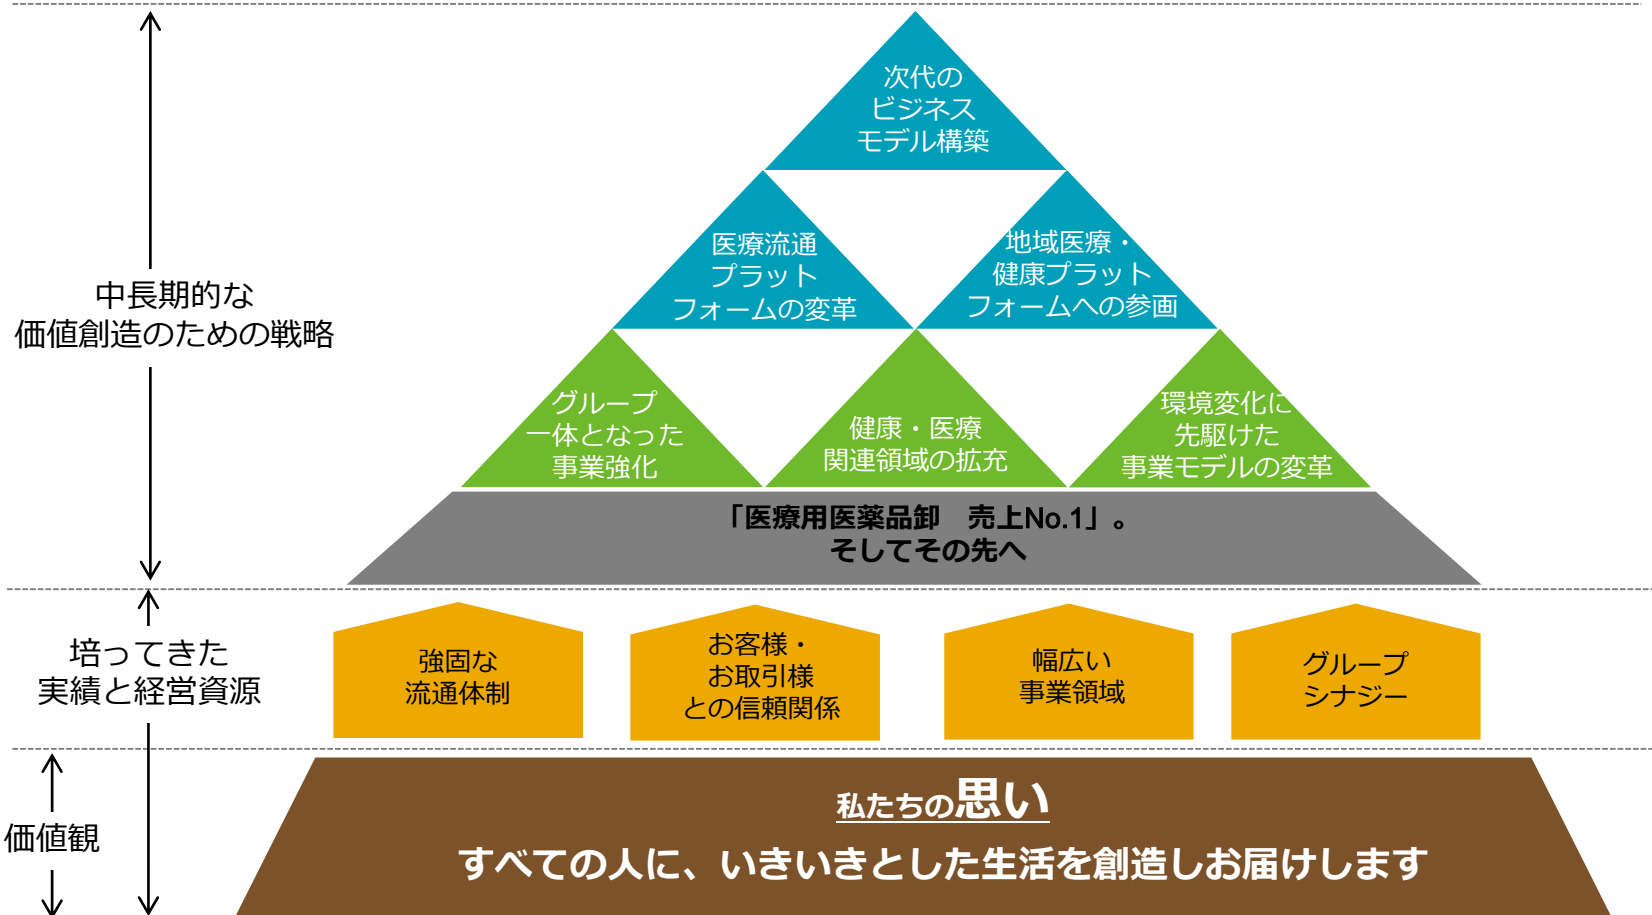 次代の
ビジネス
モデル構築
医療流通
プラット
フォームの変革
地域医療・
健康プラット
フォームへの参画
中長期的な
価値創造のための戦略
グループ
一体となった
事業強化
健康・医療
関連領域の拡充
環境変化に
先駆けた
事業モデルの変革
「医療用医薬品卸　売上No.1」。
そしてその先へ
培ってきた
実績と経営資源
強固な
流通体制
お客様・
お取引様
との信頼関係
幅広い
事業領域
グループ
シナジー
価値観
私たちの思い
すべての人に、いきいきとした生活を創造しお届けします